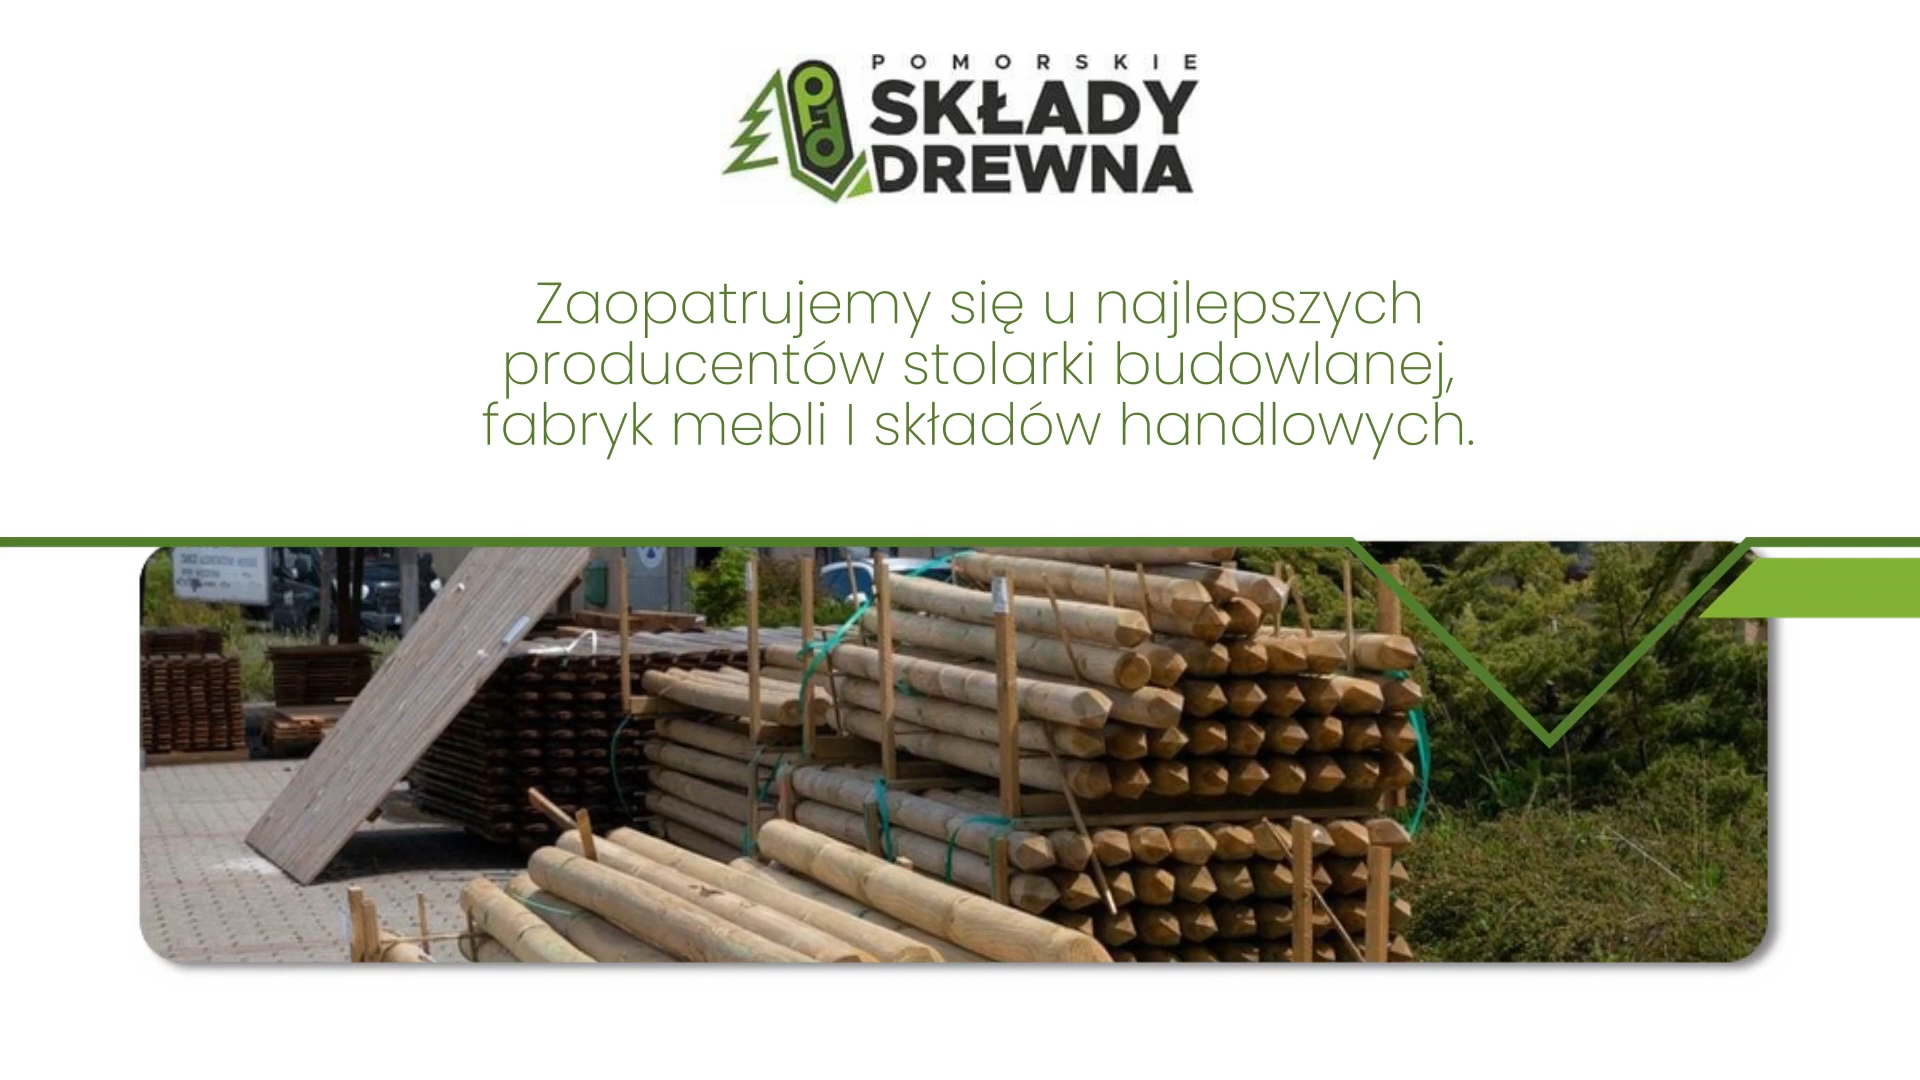 POMORSKIE
SKŁADY
DREWNA
Zaopatrujemy się u najlepszych
producentów stolarki budowlanej,
fabryk mebli I składów handlowych.